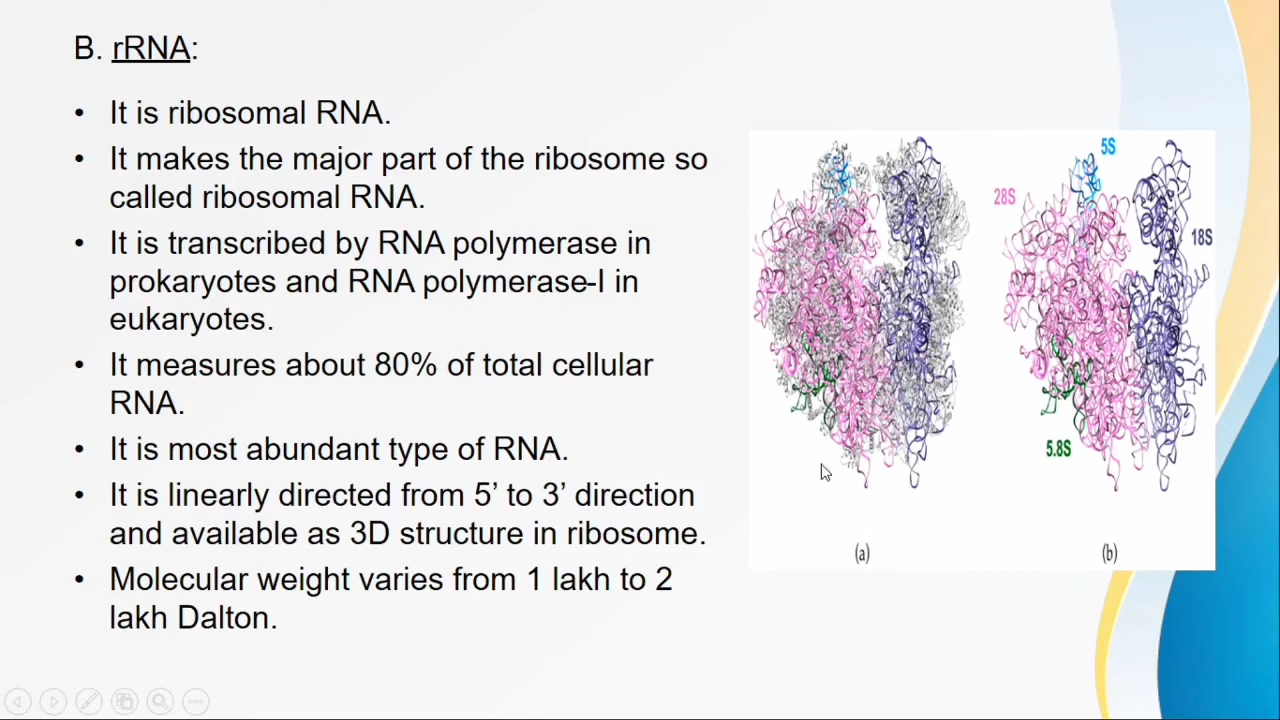 B. rRNA:
• It is ribosomal RNA.
• It makes the major part of the ribosome so
called ribosomal RNA.
• It is transcribed by RNA polymerase in
prokaryotes and RNA polymerase-I in
eukaryotes.
• It measures about 80% of total cellular
RNA.
• It is most abundant type of RNA.
• It is linearly directed from 5’ to 3’ direction
and available as 3D structure in ribosome.
• Molecular weight varies from 1 lakh to 2
lakh Dalton.
5S
28S
18S
5.8S
(a)
(b)